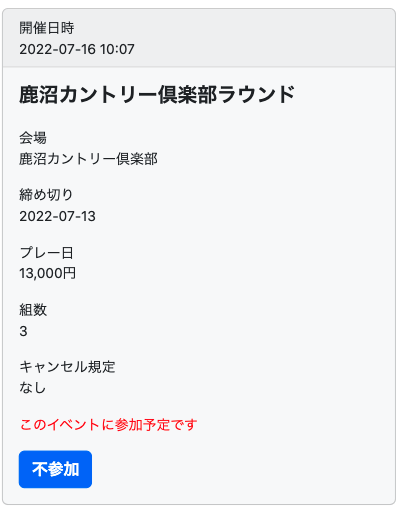 開催日時
2022-07-16 10:07
鹿沼カントリー倶楽部ラウンド
会場
鹿沼カントリー倶楽部
締め切り
2022-07-13
プレー日
13,000円
組数
3
キャンセル規定
なし
このイベントに参加予定です
不参加